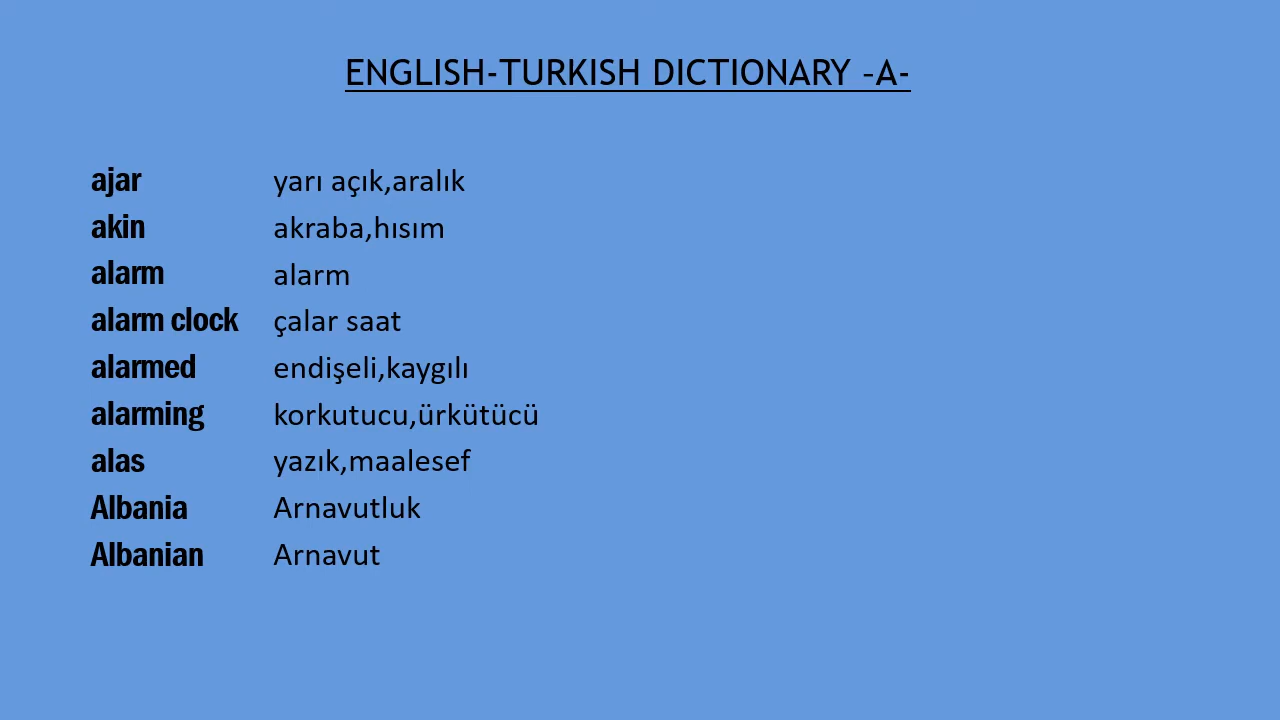 ENGLISH-TURKISH DICTIONARY –A-
ajar yarı açık,aralık
akin akraba,hısım
alarm alarm
alarm clock çalar saat
alarmed endişeli,kaygılı
alarming korkutucu,ürkütücü
alas yazık,maalesef
Albania Arnavutluk
Albanian Arnavut